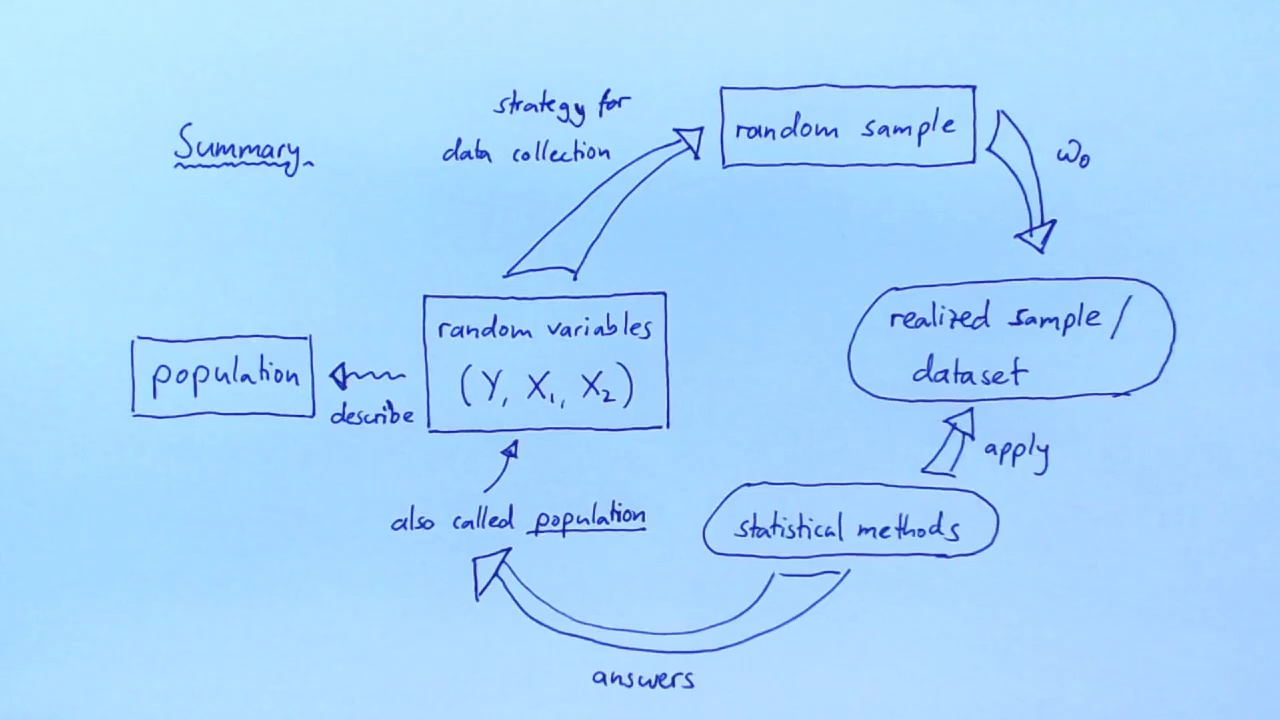 Summary
strategy for
data collection
random sample
ω₀
population
describe
random variables
(Y, X₁, X₂)
realized sample /
dataset
apply
also called population
statistical methods
answers